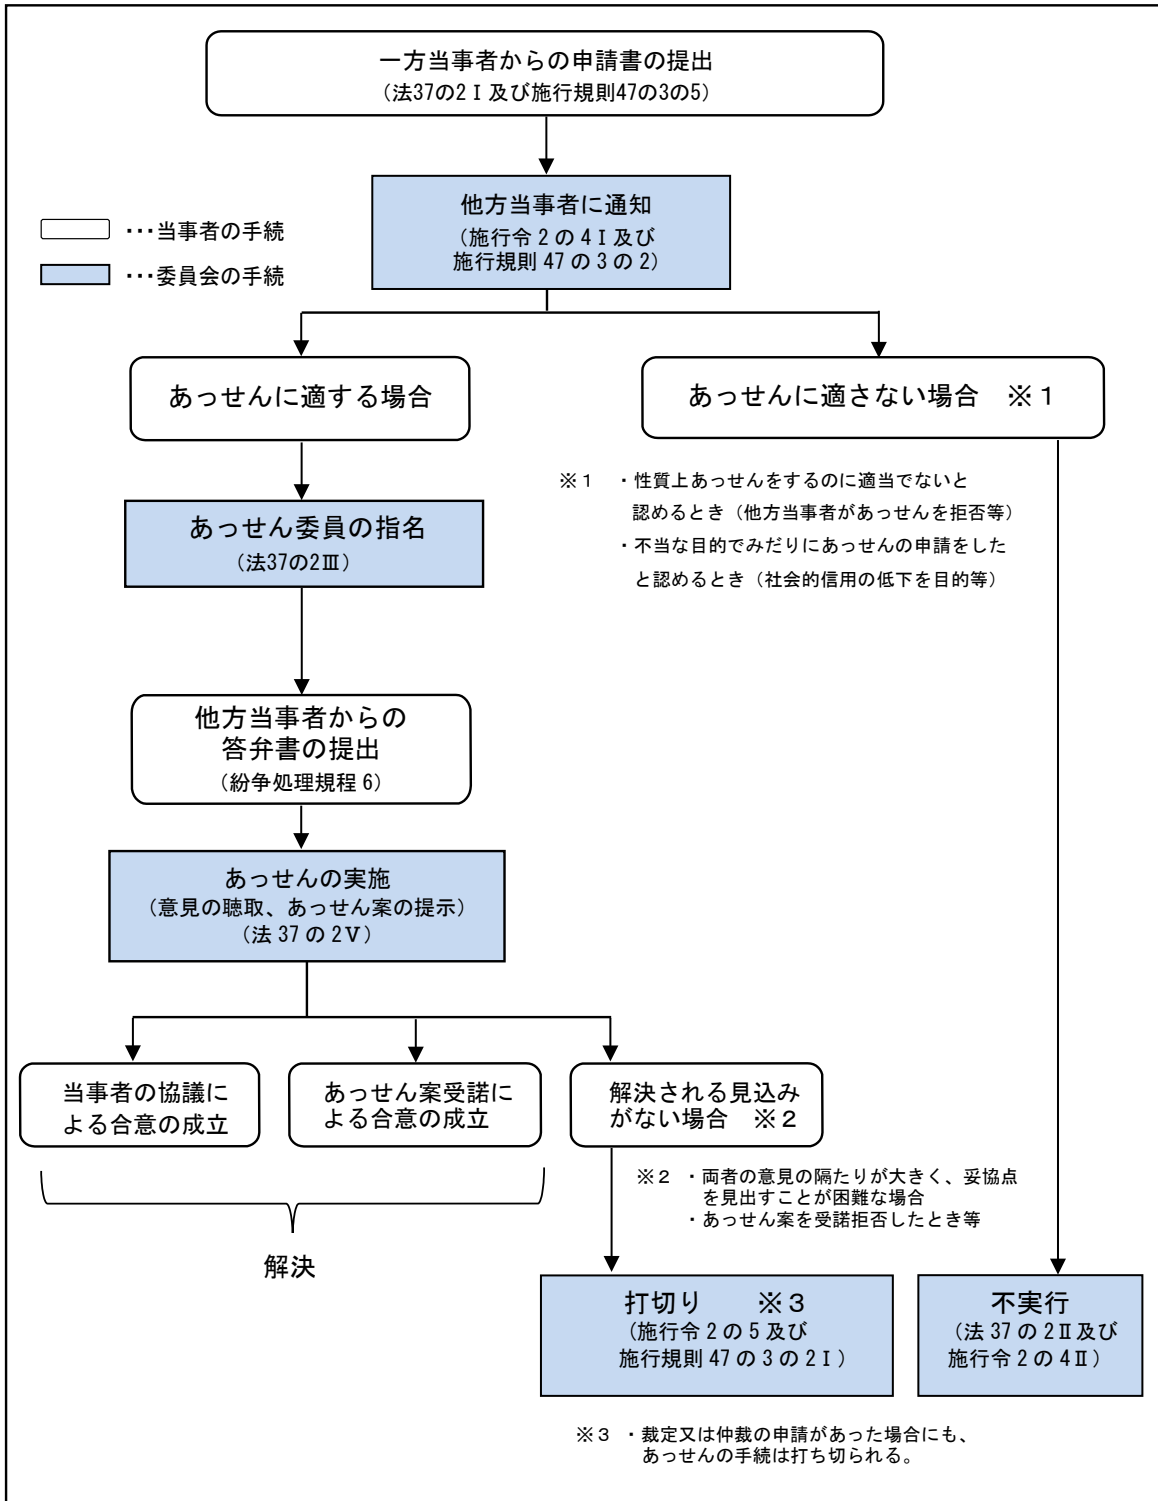 一方当事者からの申請書の提出
（法37の2Ⅰ及び施行規則47の3の5）
他方当事者に通知
（施行令２の４Ⅰ及び
施行規則 47 の 3 の 2）
･･･当事者の手続
･･･委員会の手続
あっせんに適する場合
あっせんに適さない場合　※１
※１　・性質上あっせんをするのに適当でないと
認めるとき（他方当事者があっせんを拒否等）
・不当な目的でみだりにあっせんの申請をした
と認めるとき（社会的信用の低下を目的等）
あっせん委員の指名
（法37の2Ⅲ）
他方当事者からの
答弁書の提出
（紛争処理規程 6）
あっせんの実施
（意見の聴取、あっせん案の提示）
（法 37 の 2Ⅴ）
当事者の協議に
よる合意の成立
あっせん案受諾に
よる合意の成立
解決される見込み
がない場合　※２
※２ ・両者の意見の隔たりが大きく、妥協点
を見出すことが困難な場合
・あっせん案を受諾拒否したとき等
解決
打切り　　※３
（施行令 2 の 5 及び
施行規則 47 の 3 の 2Ⅰ）
不実行
（法 37 の 2Ⅱ及び
施行令 2 の 4Ⅱ）
※３ ・裁定又は仲裁の申請があった場合にも、
あっせんの手続は打ち切られる。